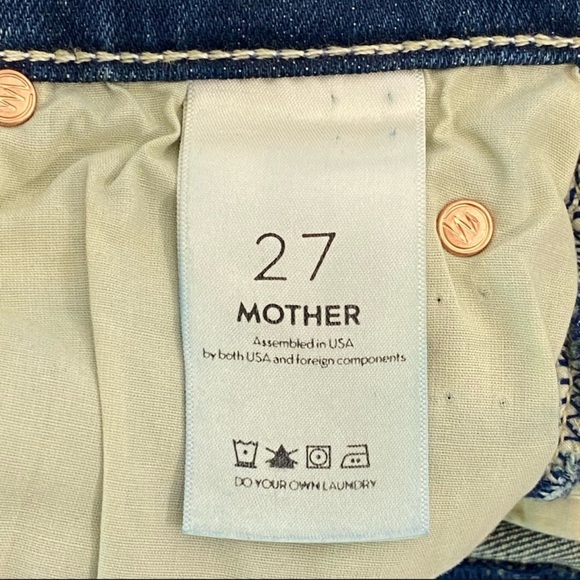 27
MOTHER
Assembled in USA
by both USA and foreign components
DO YOUR OWN LAUNDRY